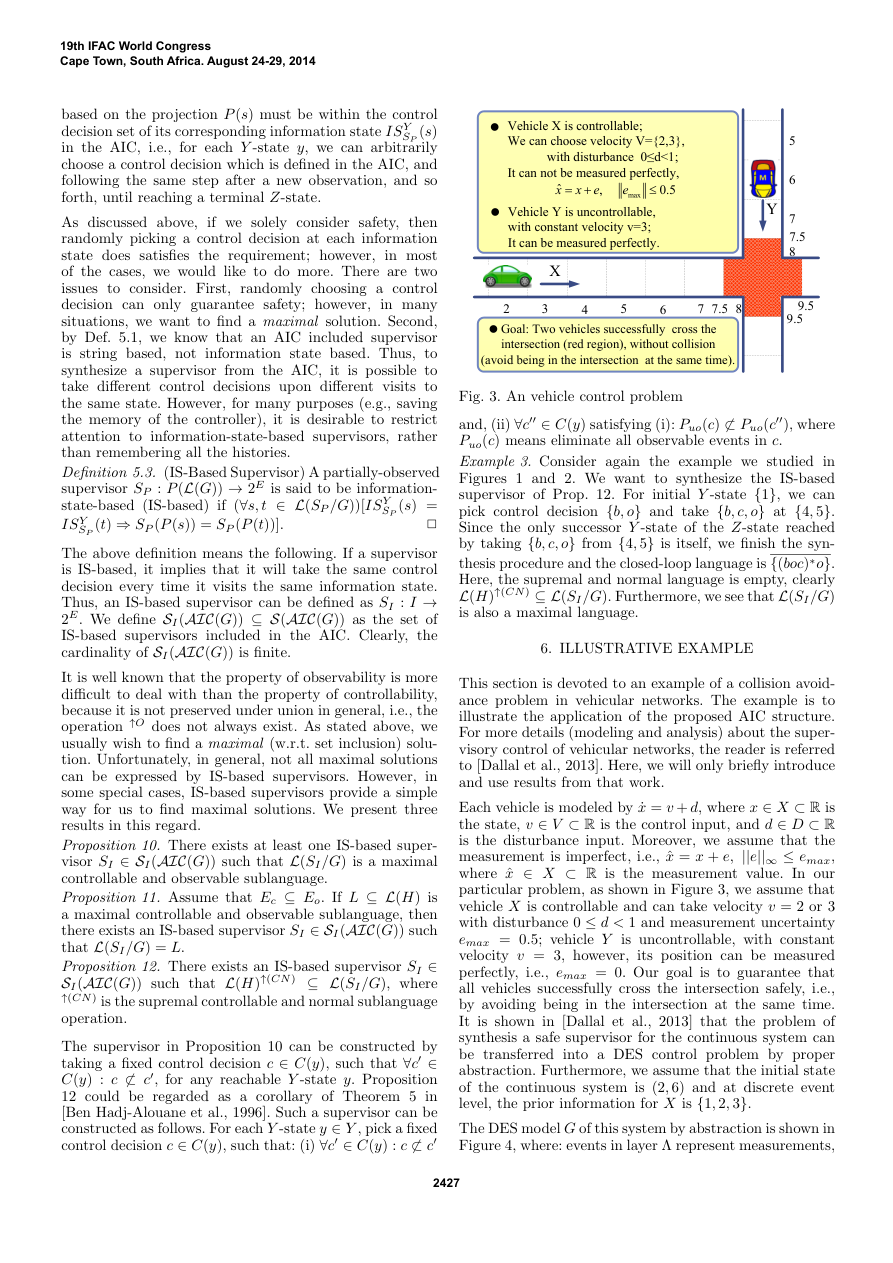 19th IFAC World Congress
Cape Town, South Africa. August 24-29, 2014
based on the projection P(s) must be within the control
decision set of its corresponding information state IS^Y_{S_P}(s)
in the AIC, i.e., for each Y-state y, we can arbitrarily
choose a control decision which is defined in the AIC, and
following the same step after a new observation, and so
forth, until reaching a terminal Z-state.
As discussed above, if we solely consider safety, then
randomly picking a control decision at each information
state does satisfies the requirement; however, in most
of the cases, we would like to do more. There are two
issues to consider. First, randomly choosing a control
decision can only guarantee safety; however, in many
situations, we want to find a maximal solution. Second,
by Def. 5.1, we know that an AIC included supervisor
is string based, not information state based. Thus, to
synthesize a supervisor from the AIC, it is possible to
take different control decisions upon different visits to
the same state. However, for many purposes (e.g., saving
the memory of the controller), it is desirable to restrict
attention to information-state-based supervisors, rather
than remembering all the histories.
Definition 5.3. (IS-Based Supervisor) A partially-observed
supervisor S_P : P(L(G)) → 2^E is said to be information-
state-based (IS-based) if (∀s, t ∈ L(S_P/G))[IS^Y_{S_P}(s) =
IS^Y_{S_P}(t) ⇒ S_P(P(s)) = S_P(P(t))]. □
The above definition means the following. If a supervisor
is IS-based, it implies that it will take the same control
decision every time it visits the same information state.
Thus, an IS-based supervisor can be defined as S_I : I →
2^E. We define S_I(AIC(G)) ⊆ S(AIC(G)) as the set of
IS-based supervisors included in the AIC. Clearly, the
cardinality of S_I(AIC(G)) is finite.
It is well known that the property of observability is more
difficult to deal with than the property of controllability,
because it is not preserved under union in general, i.e., the
operation ↑O does not always exist. As stated above, we
usually wish to find a maximal (w.r.t. set inclusion) solu-
tion. Unfortunately, in general, not all maximal solutions
can be expressed by IS-based supervisors. However, in
some special cases, IS-based supervisors provide a simple
way for us to find maximal solutions. We present three
results in this regard.
Proposition 10. There exists at least one IS-based super-
visor S_I ∈ S_I(AIC(G)) such that L(S_I/G) is a maximal
controllable and observable sublanguage.
Proposition 11. Assume that E_c ⊆ E_o. If L ⊆ L(H) is
a maximal controllable and observable sublanguage, then
there exists an IS-based supervisor S_I ∈ S_I(AIC(G)) such
that L(S_I/G) = L.
Proposition 12. There exists an IS-based supervisor S_I ∈
S_I(AIC(G)) such that L(H)^{↑(CN)} ⊆ L(S_I/G), where
↑(CN) is the supremal controllable and normal sublanguage
operation.
The supervisor in Proposition 10 can be constructed by
taking a fixed control decision c ∈ C(y), such that ∀c′ ∈
C(y) : c ⊄ c′, for any reachable Y-state y. Proposition
12 could be regarded as a corollary of Theorem 5 in
[Ben Hadj-Alouane et al., 1996]. Such a supervisor can be
constructed as follows. For each Y-state y ∈ Y, pick a fixed
control decision c ∈ C(y), such that: (i) ∀c′ ∈ C(y) : c ⊄ c′
● Vehicle X is controllable;
We can choose velocity V={2,3},
with disturbance 0≤d<1;
It can not be measured perfectly,
x̂ = x + e, ‖e_max‖ ≤ 0.5
● Vehicle Y is uncontrollable,
with constant velocity v=3;
It can be measured perfectly.
M
Y
5
6
7
7.5
8
X
2 3 4 5 6 7 7.5 8
9.5
9.5
● Goal: Two vehicles successfully cross the
intersection (red region), without collision
(avoid being in the intersection at the same time).
Fig. 3. An vehicle control problem
and, (ii) ∀c″ ∈ C(y) satisfying (i): P_uo(c) ⊄ P_uo(c″), where
P_uo(c) means eliminate all observable events in c.
Example 3. Consider again the example we studied in
Figures 1 and 2. We want to synthesize the IS-based
supervisor of Prop. 12. For initial Y-state {1}, we can
pick control decision {b, o} and take {b, c, o} at {4, 5}.
Since the only successor Y-state of the Z-state reached
by taking {b, c, o} from {4, 5} is itself, we finish the syn-
thesis procedure and the closed-loop language is \overline{{(boc)*o}}.
Here, the supremal and normal language is empty, clearly
L(H)^{↑(CN)} ⊆ L(S_I/G). Furthermore, we see that L(S_I/G)
is also a maximal language.
6. ILLUSTRATIVE EXAMPLE
This section is devoted to an example of a collision avoid-
ance problem in vehicular networks. The example is to
illustrate the application of the proposed AIC structure.
For more details (modeling and analysis) about the super-
visory control of vehicular networks, the reader is referred
to [Dallal et al., 2013]. Here, we will only briefly introduce
and use results from that work.
Each vehicle is modeled by ẋ = v + d, where x ∈ X ⊂ ℝ is
the state, v ∈ V ⊂ ℝ is the control input, and d ∈ D ⊂ ℝ
is the disturbance input. Moreover, we assume that the
measurement is imperfect, i.e., x̂ = x + e, ||e||_∞ ≤ e_max,
where x̂ ∈ X ⊂ ℝ is the measurement value. In our
particular problem, as shown in Figure 3, we assume that
vehicle X is controllable and can take velocity v = 2 or 3
with disturbance 0 ≤ d < 1 and measurement uncertainty
e_max = 0.5; vehicle Y is uncontrollable, with constant
velocity v = 3, however, its position can be measured
perfectly, i.e., e_max = 0. Our goal is to guarantee that
all vehicles successfully cross the intersection safely, i.e.,
by avoiding being in the intersection at the same time.
It is shown in [Dallal et al., 2013] that the problem of
synthesis a safe supervisor for the continuous system can
be transferred into a DES control problem by proper
abstraction. Furthermore, we assume that the initial state
of the continuous system is (2, 6) and at discrete event
level, the prior information for X is {1, 2, 3}.
The DES model G of this system by abstraction is shown in
Figure 4, where: events in layer Λ represent measurements,
2427